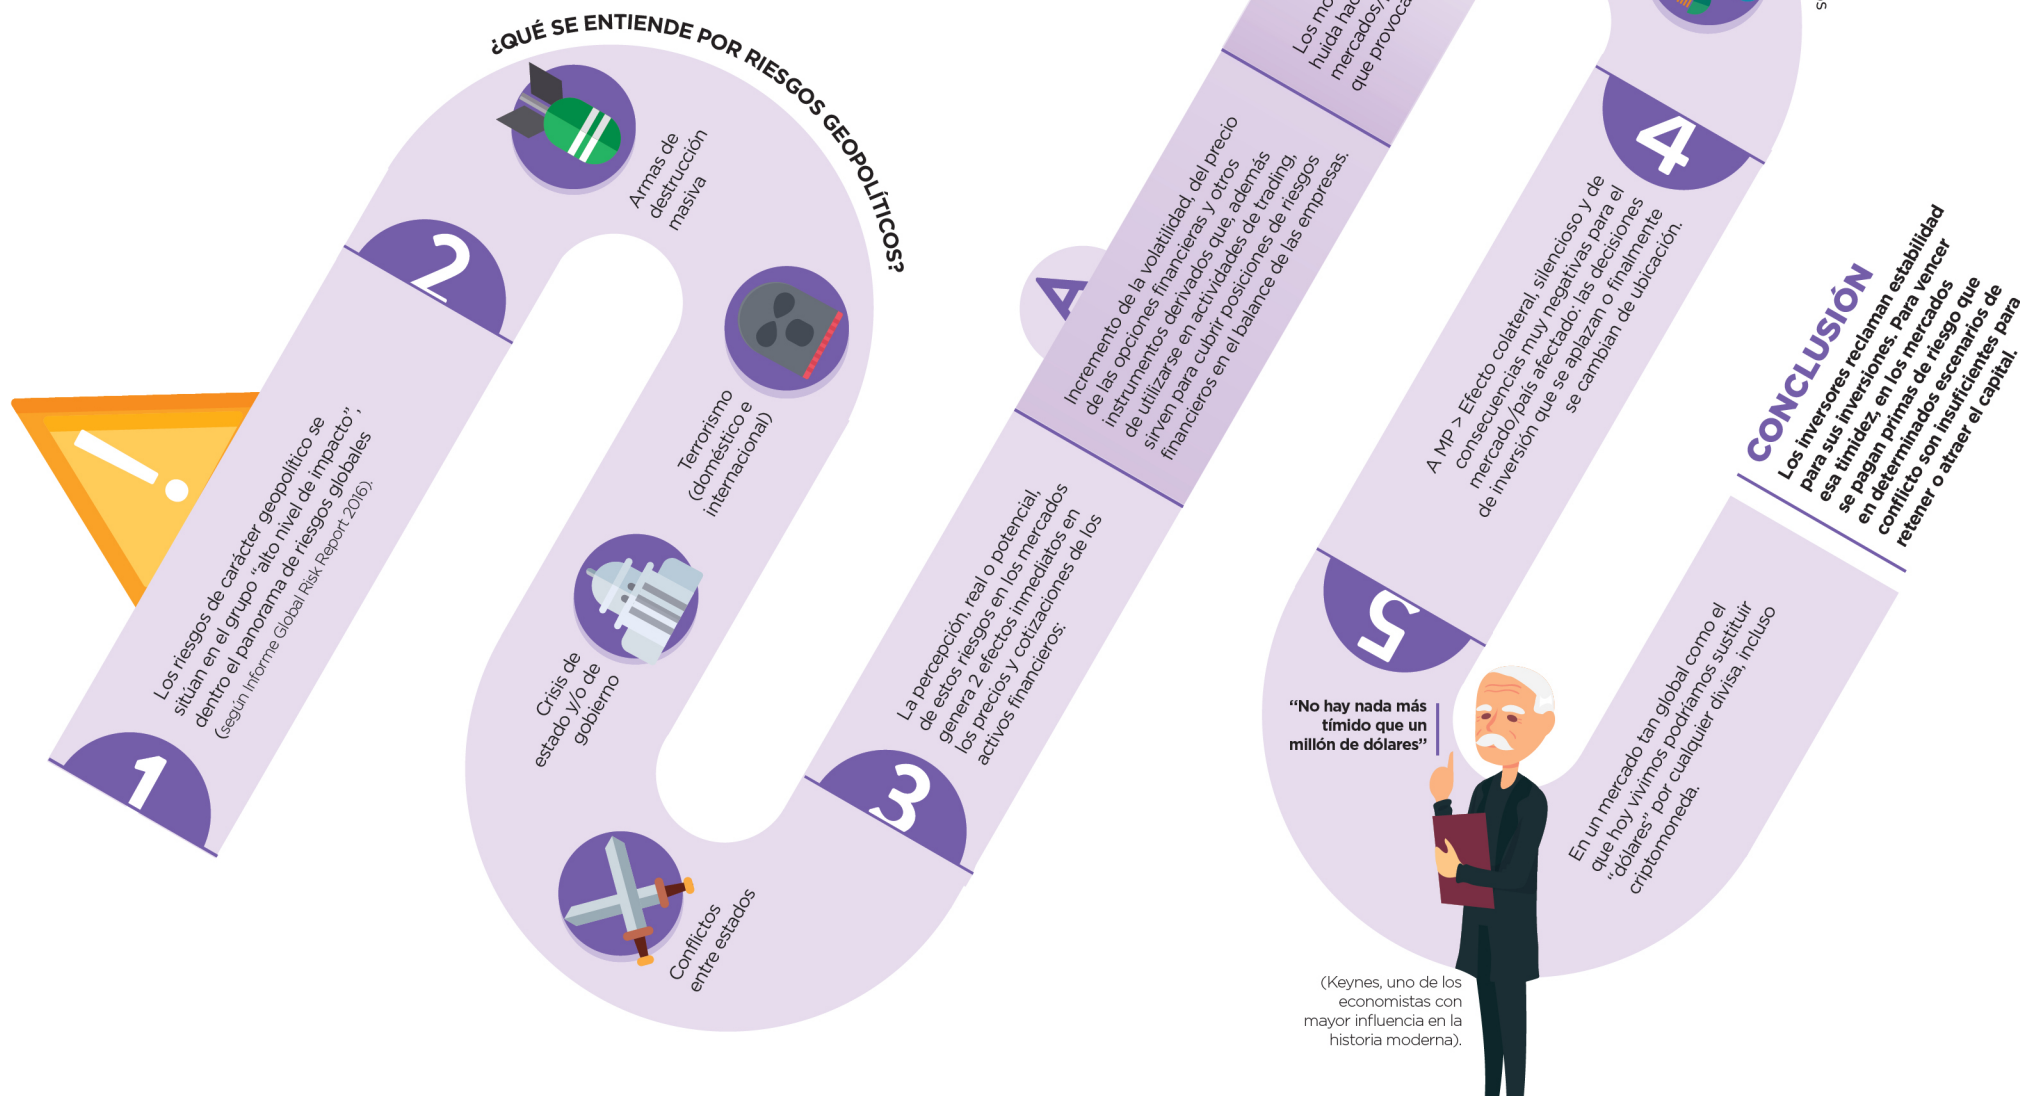 1
Los riesgos de carácter geopolítico se
sitúan en el grupo “alto nivel de impacto”,
dentro el panorama de riesgos globales
(según Informe Global Risk Report 2016).
2
¿QUÉ SE ENTIENDE POR RIESGOS GEOPOLÍTICOS?
Armas de
destrucción
masiva
Terrorismo
(doméstico e
internacional)
Crisis de
estado y/o de
gobierno
Conflictos
entre estados
3
La percepción, real o potencial,
de estos riesgos en los mercados
genera 2 efectos inmediatos en
los precios y cotizaciones de los
activos financieros:
A
Incremento de la volatilidad, del precio
de las opciones financieras y otros
instrumentos derivados que, además
de utilizarse en actividades de trading,
sirven para cubrir posiciones de riesgos
financieros en el balance de las empresas.
Los
huida
mercados/
que
4
A MP > Efecto colateral, silencioso y de
consecuencias muy negativas para el
mercado/país afectado: las decisiones
de inversión que se aplazan o finalmente
se cambian de ubicación.
5
“No hay nada más
tímido que un
millón de dólares”
(Keynes, uno de los
economistas con
mayor influencia en la
historia moderna).
En un mercado tan global como el
que hoy vivimos podríamos sustituir
“dólares” por cualquier divisa, incluso
criptomoneda.
CONCLUSIÓN
Los inversores reclaman estabilidad
para sus inversiones. Para vencer
esa timidez, en los mercados
se pagan primas de riesgo que
en determinados escenarios de
conflicto son insuficientes para
retener o atraer el capital.